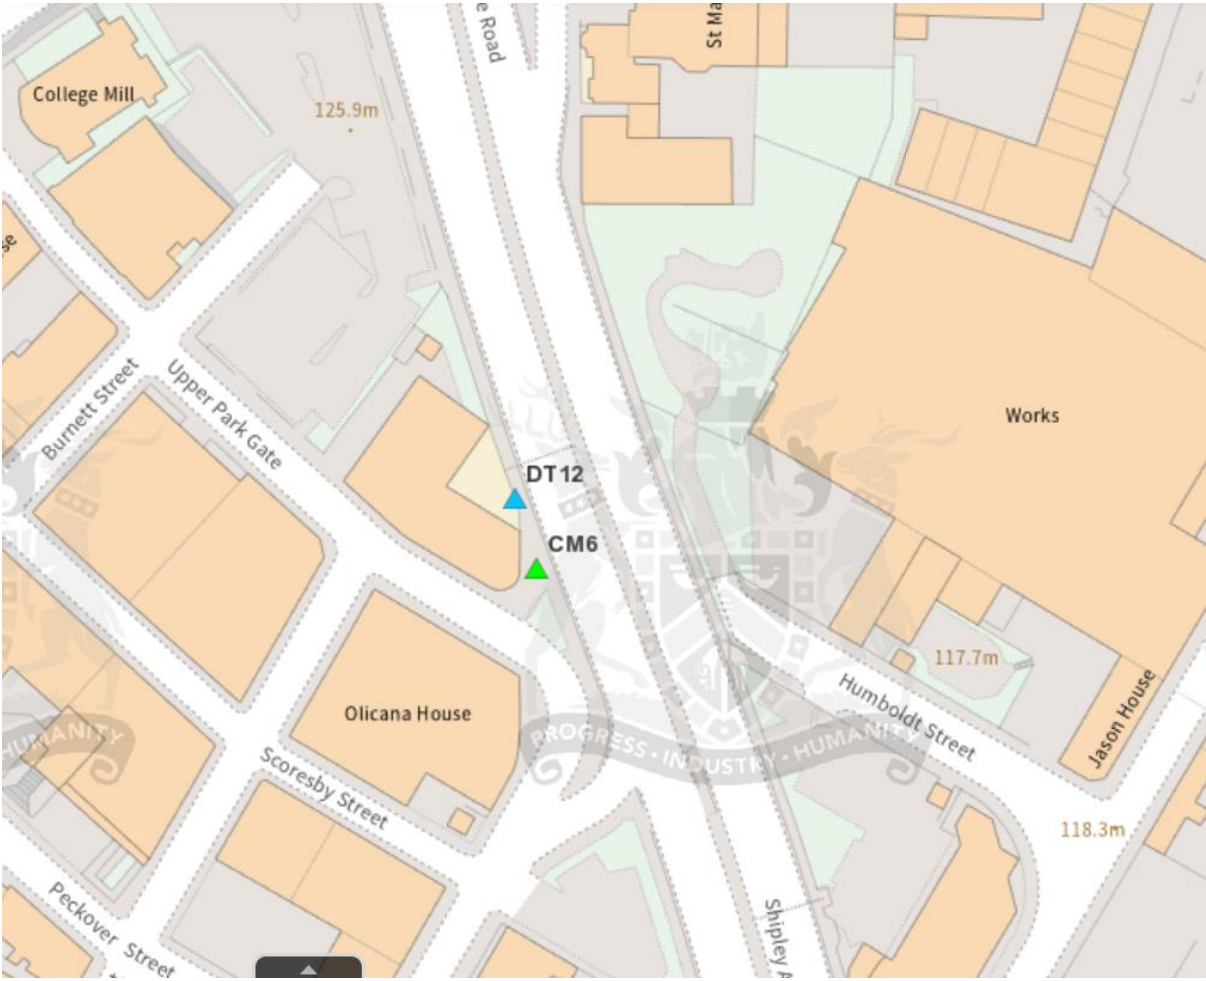 e Road
St Ma
College Mill
125.9m
se
Burnett Street
Upper Park Gate
Works
DT12
CM6
117.7m
Humboldt Street
Jason House
Olicana House
HUMANITY
PROGRESS · INDUSTRY · HUMANITY
Scoresby Street
118.3m
Peckover Street
Shipley A